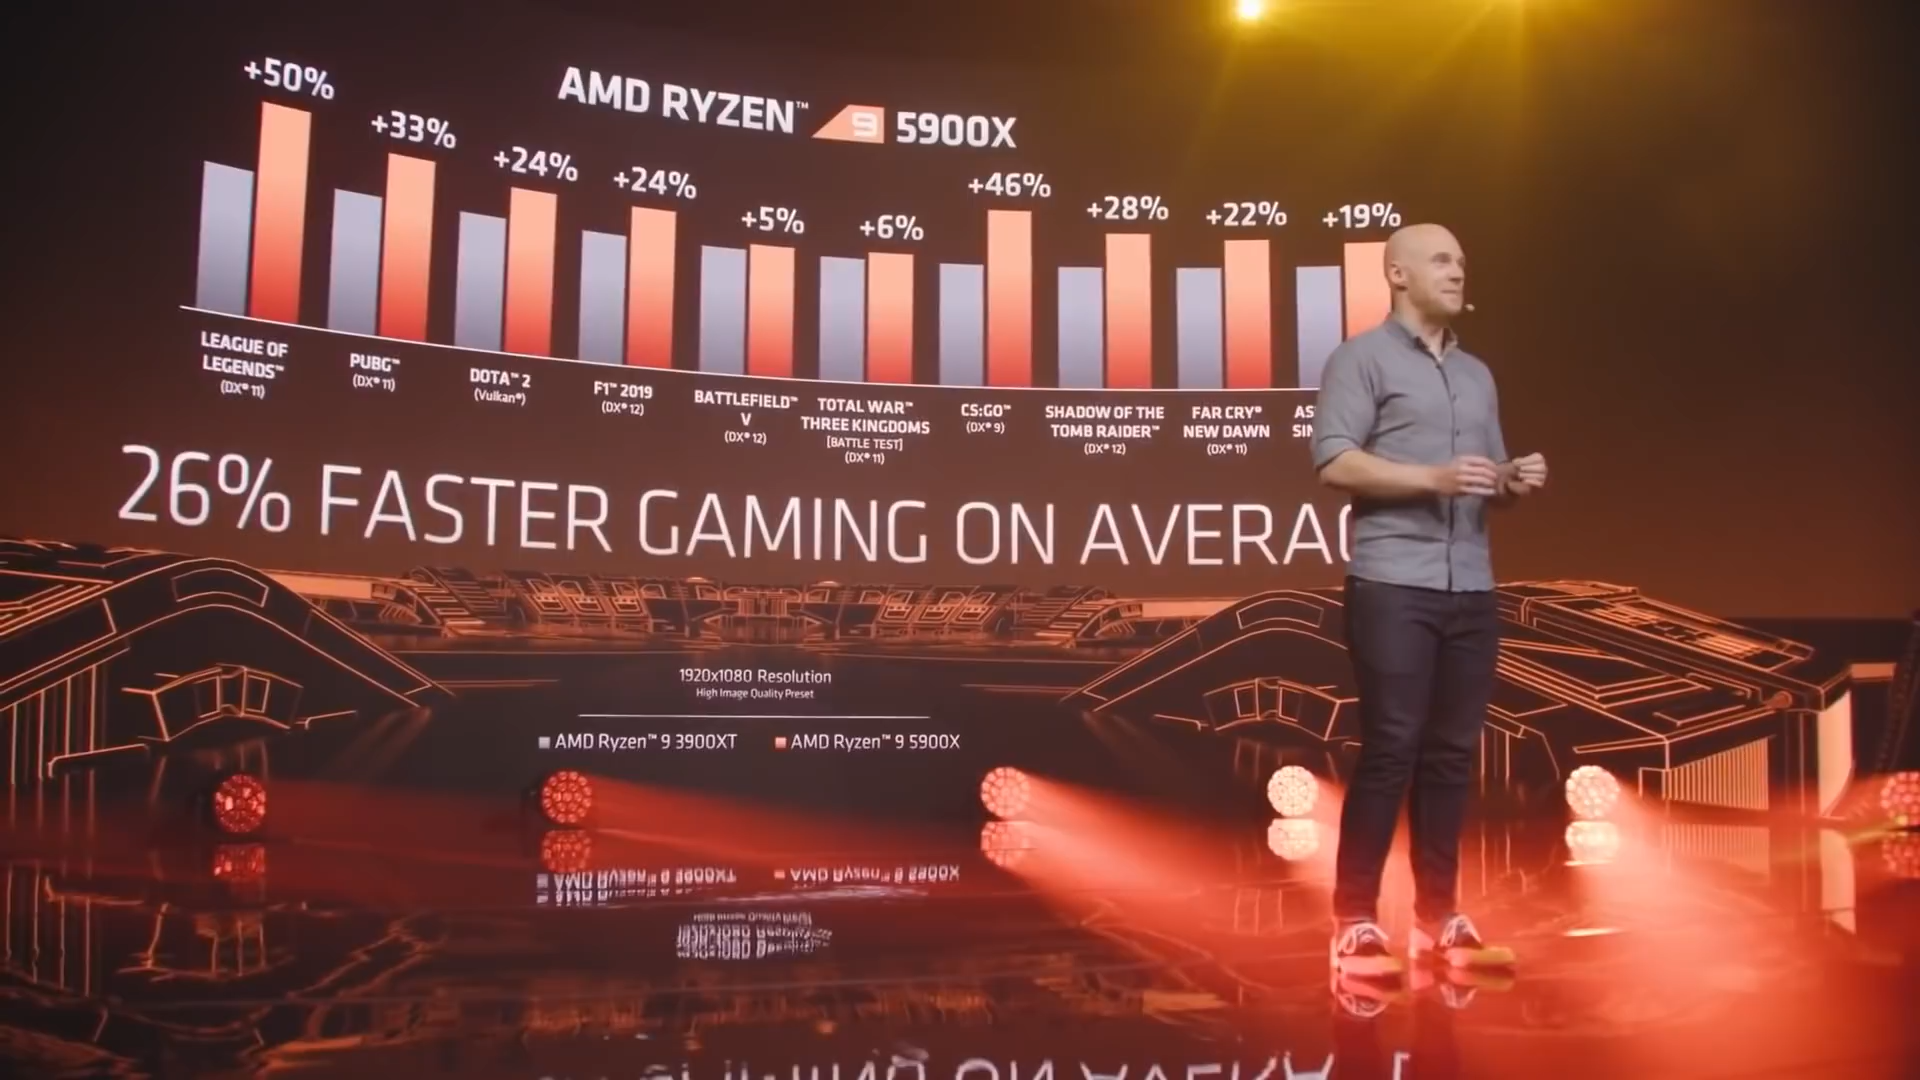 AMD RYZEN™ 9 5900X
+50%
+33%
+24%
+24%
+5%
+6%
+46%
+28%
+22%
+19%
LEAGUE OF
LEGENDS™
(DX® 11)
PUBG™
(DX® 11)
DOTA™ 2
(Vulkan®)
F1™ 2019
(DX® 12)
BATTLEFIELD™
V
(DX® 12)
TOTAL WAR™
THREE KINGDOMS
[BATTLE TEST]
(DX® 11)
CS:GO™
(DX® 9)
SHADOW OF THE
TOMB RAIDER™
(DX® 12)
FAR CRY®
NEW DAWN
(DX® 11)
AS
SIN
26% FASTER GAMING ON AVERAG
1920x1080 Resolution
High Image Quality Preset
AMD Ryzen™ 9 3900XT
AMD Ryzen™ 9 5900X